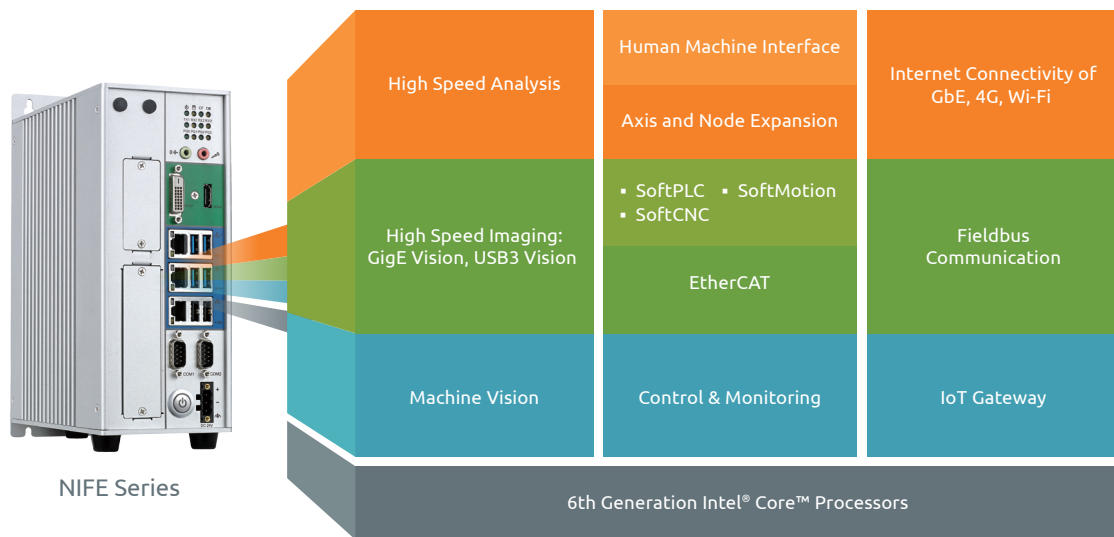 High Speed Analysis
Human Machine Interface
Axis and Node Expansion
Internet Connectivity of
GbE, 4G, Wi-Fi
High Speed Imaging:
GigE Vision, USB3 Vision
▪ SoftPLC ▪ SoftMotion
▪ SoftCNC
EtherCAT
Fieldbus
Communication
Machine Vision
Control & Monitoring
IoT Gateway
6th Generation Intel® Core™ Processors
COM1
COM2
DC 24V
NIFE Series